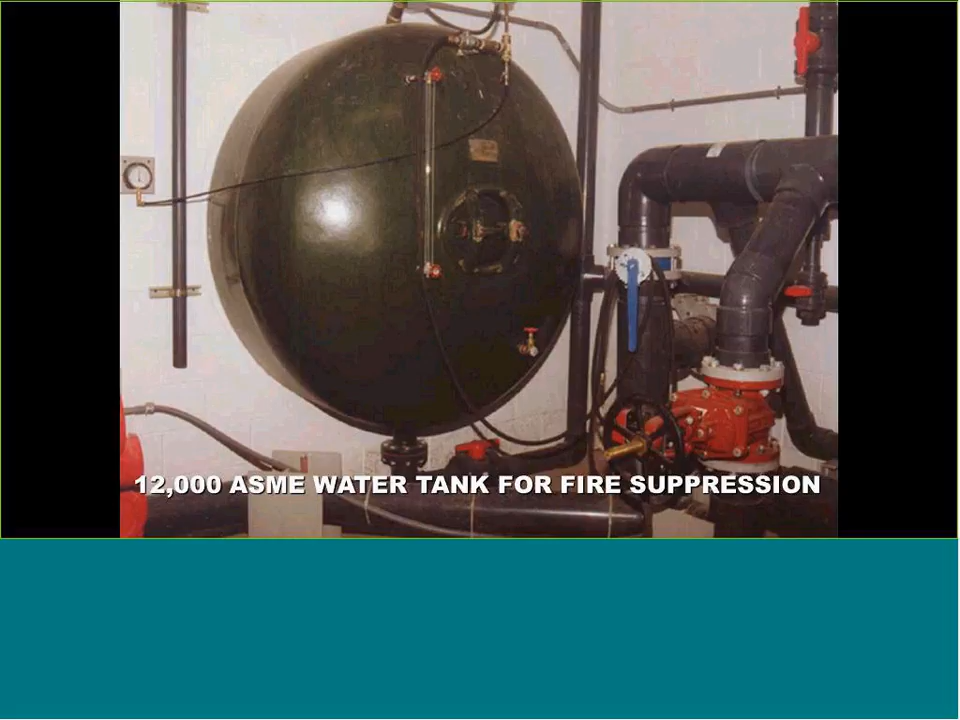 12,000 ASME WATER TANK FOR FIRE SUPPRESSION